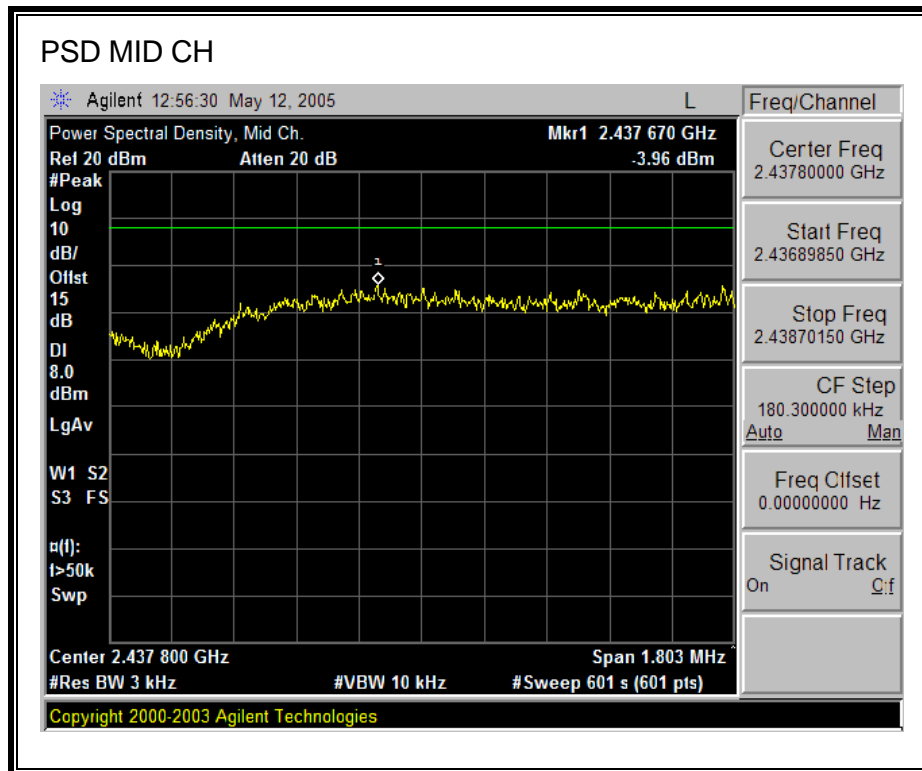 PSD MID CH
Agilent 12:56:30 May 12, 2005 L
Freq/Channel
Power Spectral Density, Mid Ch. Mkr1 2.437 670 GHz
Ref 20 dBm Atten 20 dB -3.96 dBm
#Peak
Log
10
dB/
Offst
15
dB
DI
8.0
dBm
LgAv
W1 S2
S3 FS
¤(f):
f>50k
Swp
1
Center 2.437 800 GHz Span 1.803 MHz ^
#Res BW 3 kHz #VBW 10 kHz #Sweep 601 s (601 pts)
Copyright 2000-2003 Agilent Technologies
Center Freq
2.43780000 GHz
Start Freq
2.43689850 GHz
Stop Freq
2.43870150 GHz
CF Step
180.300000 kHz
Auto Man
Freq Offset
0.00000000 Hz
Signal Track
On Off